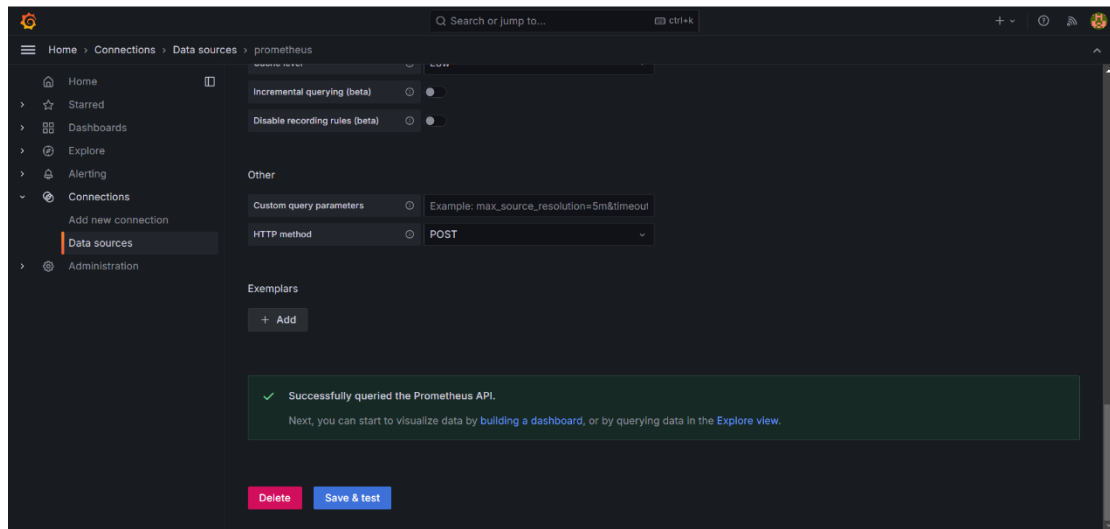 Search or jump to...
ctrl+k
Home > Connections > Data sources > prometheus
Home
Starred
Dashboards
Explore
Alerting
Connections
Add new connection
Data sources
Administration
Incremental querying (beta)
Disable recording rules (beta)
Other
Custom query parameters
Example: max_source_resolution=5m&timeout
HTTP method
POST
Exemplars
+ Add
Successfully queried the Prometheus API.
Next, you can start to visualize data by building a dashboard, or by querying data in the Explore view.
Delete
Save & test